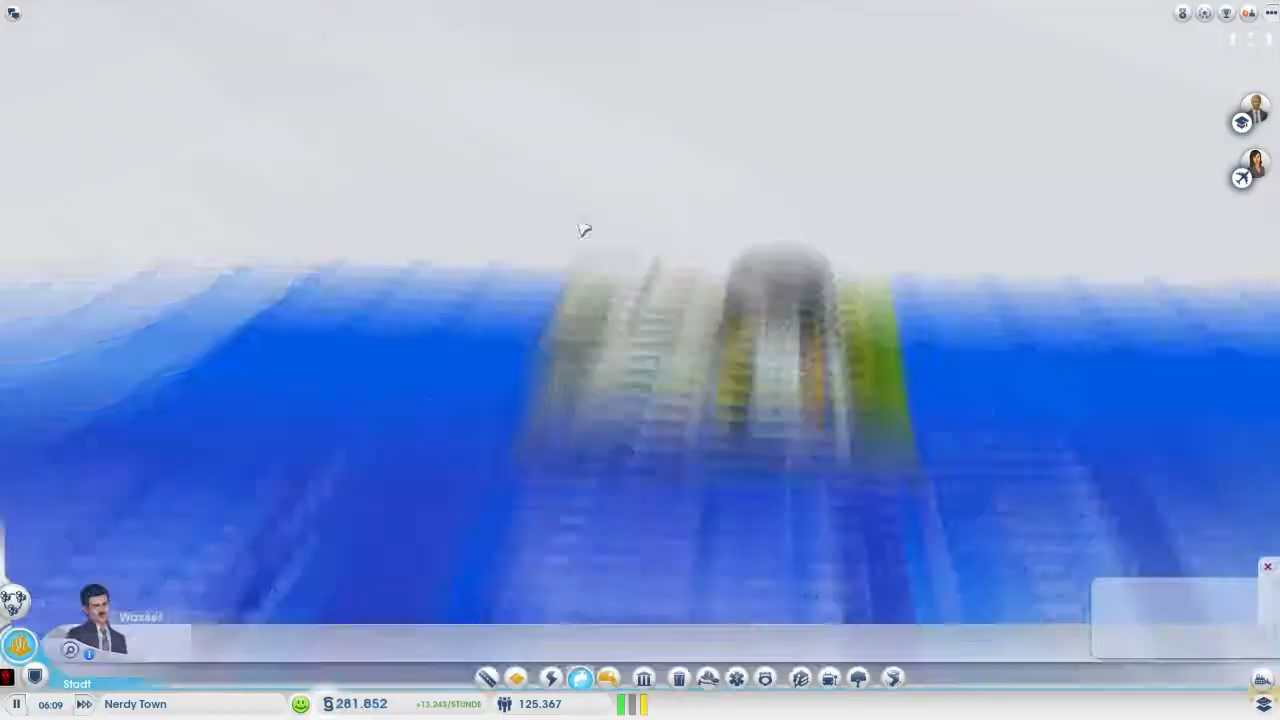 Wasser
Stadt
06:09
Nerdy Town
281.852
+13.243/STUNDE
125.367